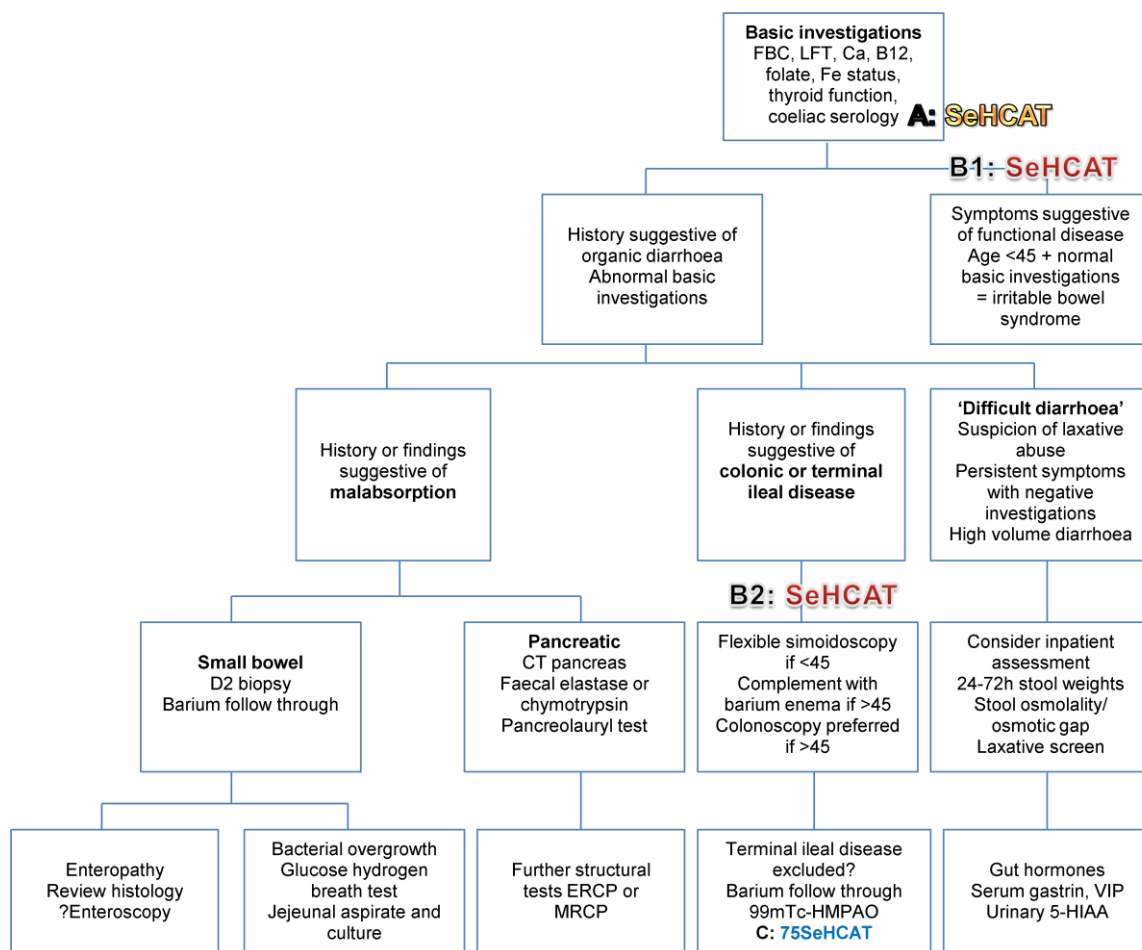 Basic investigations
FBC, LFT, Ca, B12,
folate, Fe status,
thyroid function,
coeliac serology
A: SeHCAT
B1: SeHCAT
History suggestive of
organic diarrhoea
Abnormal basic
investigations
Symptoms suggestive
of functional disease
Age <45 + normal
basic investigations
= irritable bowel
syndrome
History or findings
suggestive of
malabsorption
History or findings
suggestive of
colonic or terminal
ileal disease
‘Difficult diarrhoea’
Suspicion of laxative
abuse
Persistent symptoms
with negative
investigations
High volume diarrhoea
B2: SeHCAT
Small bowel
D2 biopsy
Barium follow through
Pancreatic
CT pancreas
Faecal elastase or
chymotrypsin
Pancreolauryl test
Flexible simoidoscopy
if <45
Complement with
barium enema if >45
Colonoscopy preferred
if >45
Consider inpatient
assessment
24-72h stool weights
Stool osmolality/
osmotic gap
Laxative screen
Enteropathy
Review histology
?Enteroscopy
Bacterial overgrowth
Glucose hydrogen
breath test
Jejeunal aspirate and
culture
Further structural
tests ERCP or
MRCP
Terminal ileal disease
excluded?
Barium follow through
99mTc-HMPAO
C: 75SeHCAT
Gut hormones
Serum gastrin, VIP
Urinary 5-HIAA